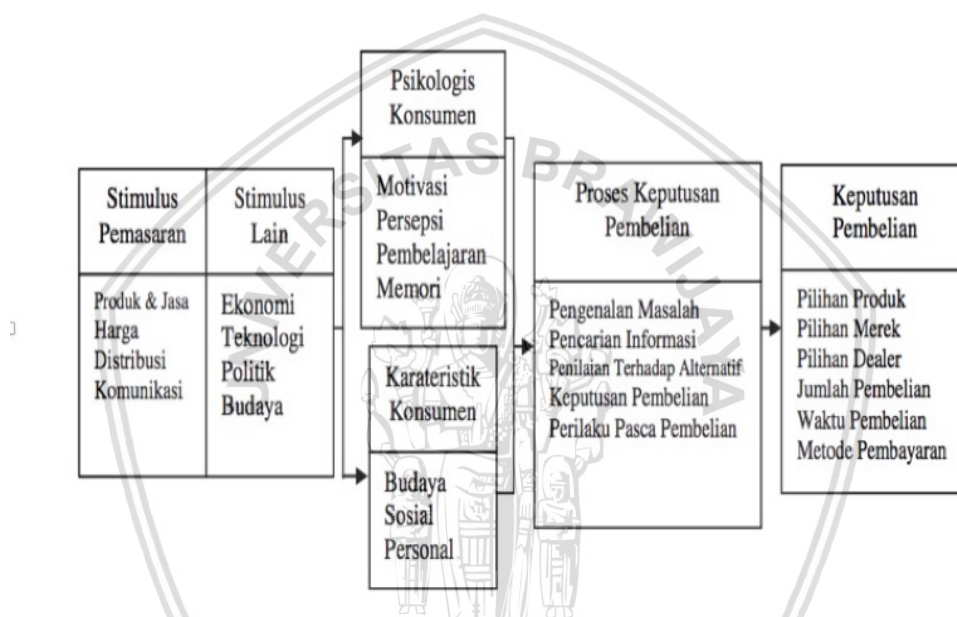 Stimulus
Pemasaran
Produk & Jasa
Harga
Distribusi
Komunikasi
Stimulus
Lain
Ekonomi
Teknologi
Politik
Budaya
Psikologis
Konsumen
Motivasi
Persepsi
Pembelajaran
Memori
Karateristik
Konsumen
Budaya
Sosial
Personal
Proses Keputusan
Pembelian
Pengenalan Masalah
Pencarian Informasi
Penilaian Terhadap Alternatif
Keputusan Pembelian
Perilaku Pasca Pembelian
Keputusan
Pembelian
Pilihan Produk
Pilihan Merek
Pilihan Dealer
Jumlah Pembelian
Waktu Pembelian
Metode Pembayaran
UNIVERSITAS BRAWIJAYA